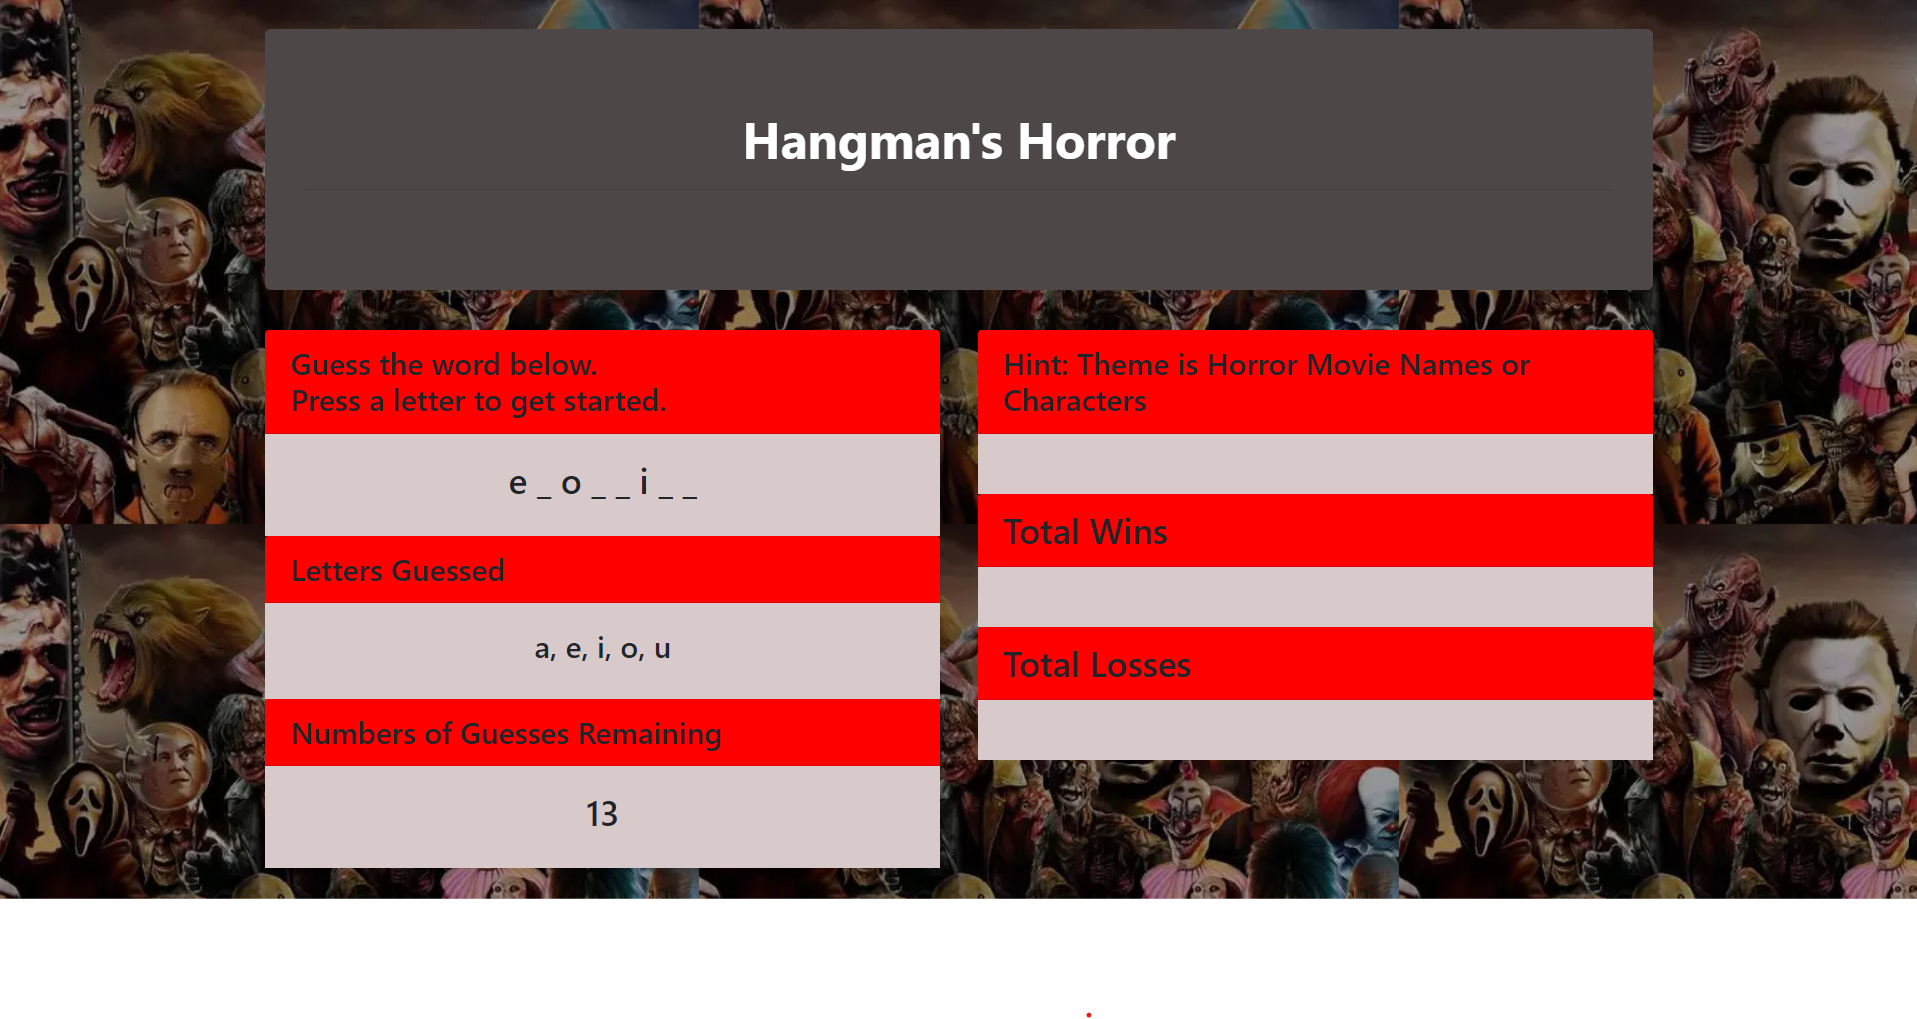 Hangman's Horror
Guess the word below.
Press a letter to get started.
e _ o _ _ i _ _
Letters Guessed
a, e, i, o, u
Numbers of Guesses Remaining
13
Hint: Theme is Horror Movie Names or
Characters
Total Wins
Total Losses